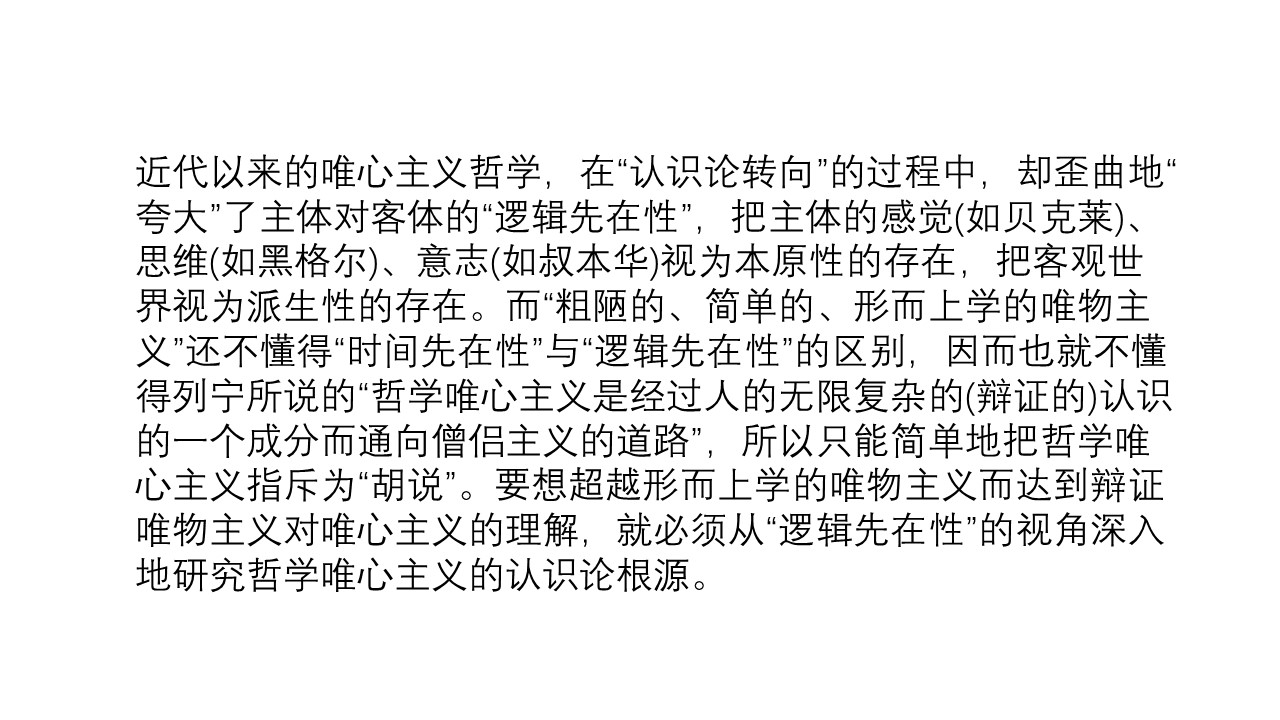 近代以来的唯心主义哲学，在“认识论转向”的过程中，却歪曲地“
夸大”了主体对客体的“逻辑先在性”，把主体的感觉(如贝克莱)、
思维(如黑格尔)、意志(如叔本华)视为本原性的存在，把客观世
界视为派生性的存在。而“粗陋的、简单的、形而上学的唯物主
义”还不懂得“时间先在性”与“逻辑先在性”的区别，因而也就不懂
得列宁所说的“哲学唯心主义是经过人的无限复杂的(辩证的)认识
的一个成分而通向僧侣主义的道路”，所以只能简单地把哲学唯
心主义指斥为“胡说”。要想超越形而上学的唯物主义而达到辩证
唯物主义对唯心主义的理解，就必须从“逻辑先在性”的视角深入
地研究哲学唯心主义的认识论根源。